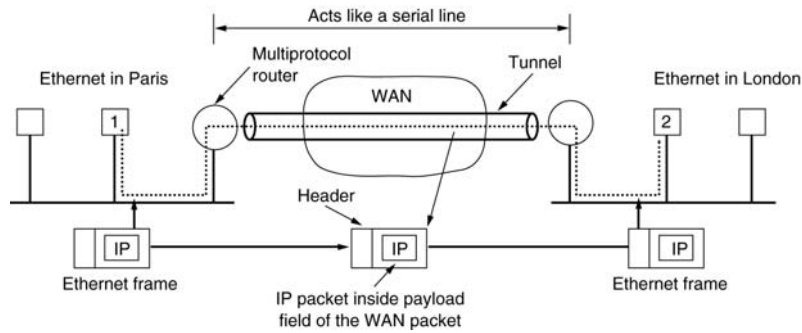 Acts like a serial line
Multiprotocol
router
Ethernet in Paris
Tunnel
Ethernet in London
WAN
1
2
Header
IP
IP
IP
Ethernet frame
IP packet inside payload
field of the WAN packet
Ethernet frame